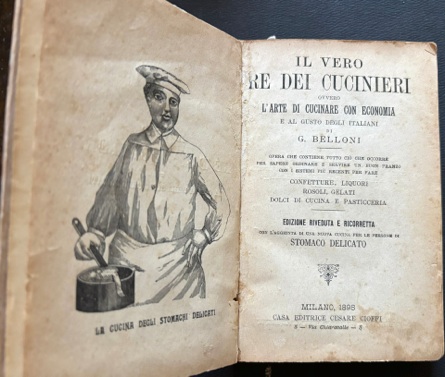 LA CUCINA DEGLI STOMACHI DELICATI
IL VERO
RE DEI CUCINIERI
OVVERO
L'ARTE DI CUCINARE CON ECONOMIA
E AL GUSTO DEGLI ITALIANI
DI
G. BELLONI
OPERA CHE CONTIENE TUTTO CIÒ CHE OCCORRE
PER SAPERE ORDINARE E SERVIRE UN BUON PRANZO
CON I SISTEMI PIÙ RECENTI PER FARE
CONFETTURE, LIQUORI
ROSOLI, GELATI
DOLCI DI CUCINA E PASTICCERIA
EDIZIONE RIVEDUTA E RICORRETTA
CON L'AGGIUNTA DI UNA NUOVA CUCINA PER LE PERSONE DI
STOMACO DELICATO
MILANO, 1895
CASA EDITRICE CESARE CIOFFI
8 — Via — 8